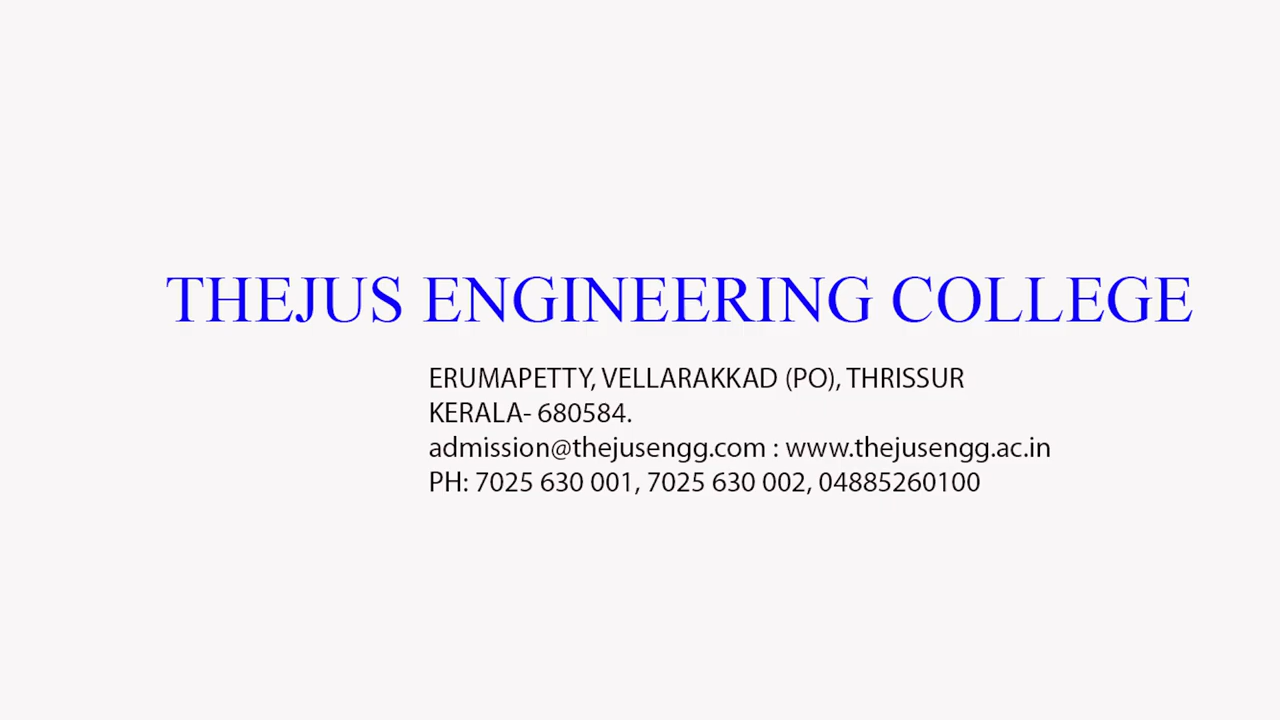 THEJUS ENGINEERING COLLEGE
ERUMAPETTY, VELLARAKKAD (PO), THRISSUR
KERALA- 680584.
admission@thejusengg.com : www.thejusengg.ac.in
PH: 7025 630 001, 7025 630 002, 04885260100